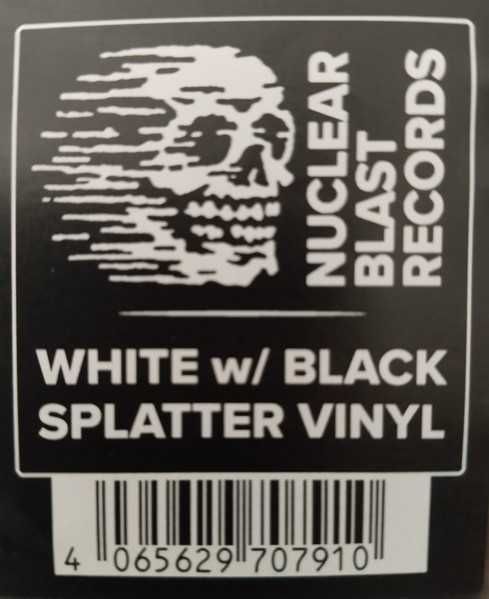 NUCLEAR
BLAST
RECORDS
WHITE w/ BLACK
SPLATTER VINYL
4 065629 707910